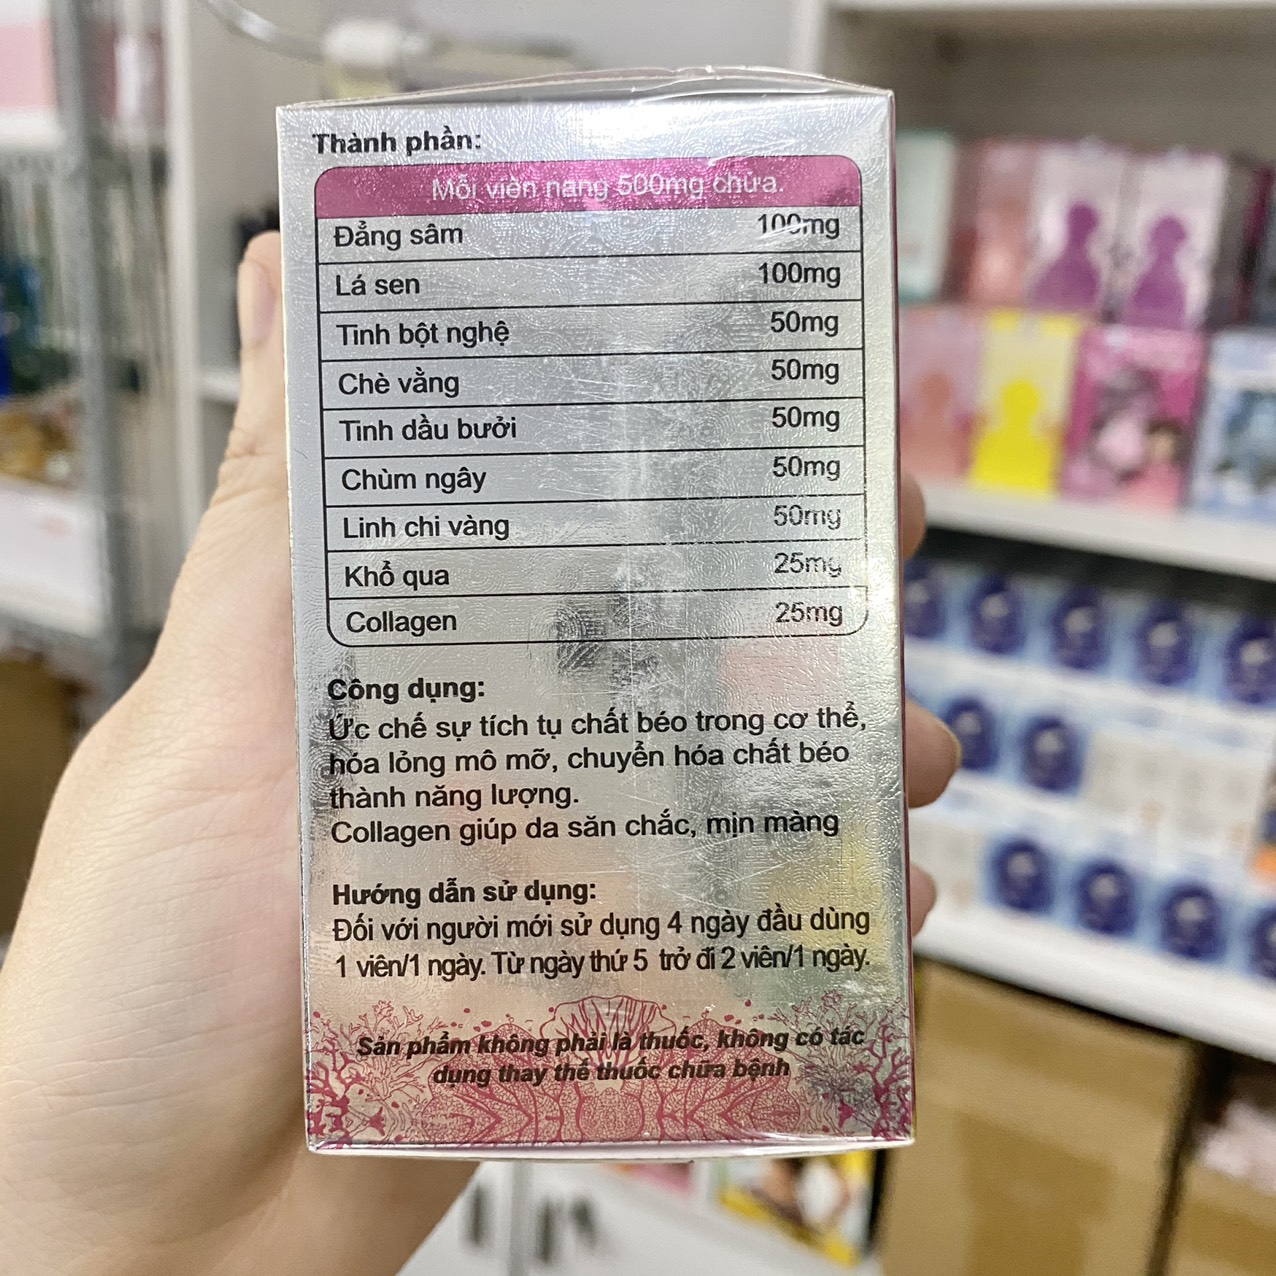 Thành phần:
Mỗi viên nang 500mg chứa.
Đẳng sâm 100mg
Lá sen 100mg
Tinh bột nghệ 50mg
Chè vằng 50mg
Tinh dầu bưởi 50mg
Chùm ngây 50mg
Linh chi vàng 50mg
Khổ qua 25mg
Collagen 25mg
Công dụng:
Ức chế sự tích tụ chất béo trong cơ thể,
hóa lỏng mô mỡ, chuyển hóa chất béo
thành năng lượng.
Collagen giúp da săn chắc, mịn màng
Hướng dẫn sử dụng:
Đối với người mới sử dụng 4 ngày đầu dùng
1 viên/1 ngày. Từ ngày thứ 5 trở đi 2 viên/1 ngày.
Sản phẩm không phải là thuốc, không có tác
dụng thay thế thuốc chữa bệnh